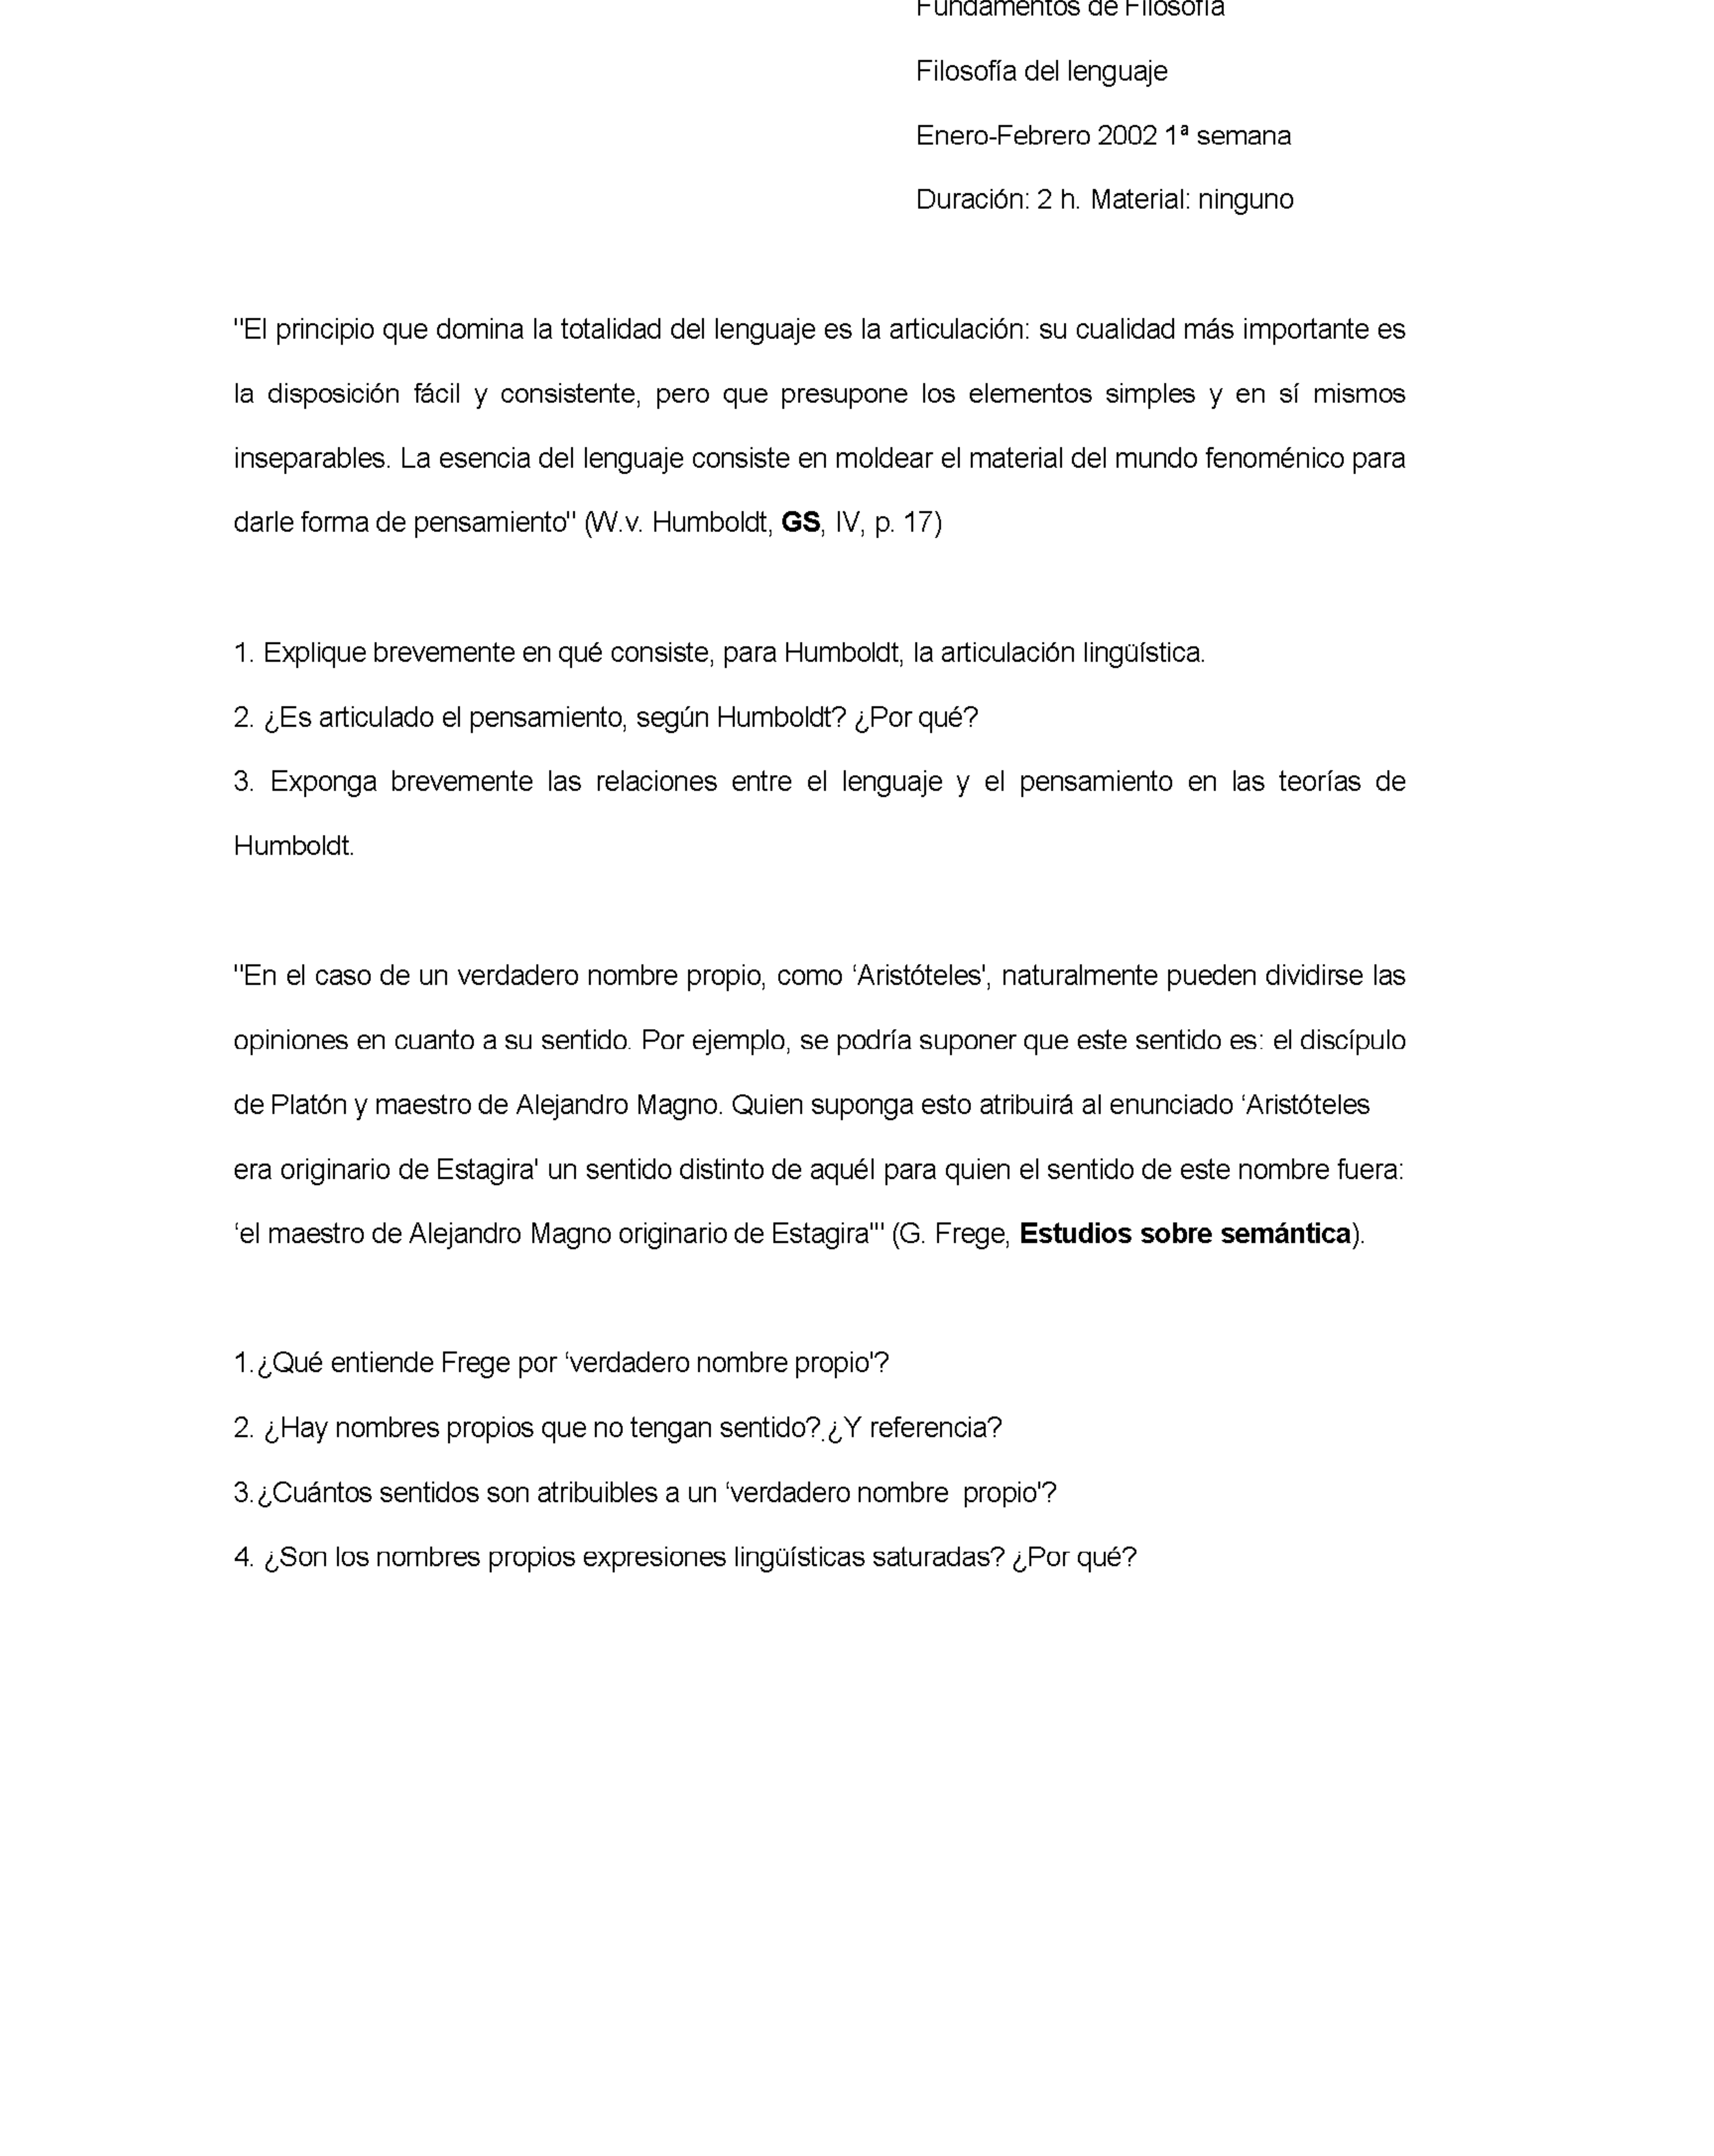 Fundamentos de Filosofía
Filosofía del lenguaje
Enero-Febrero 2002 1ª semana
Duración: 2 h. Material: ninguno
"El principio que domina la totalidad del lenguaje es la articulación: su cualidad más importante es
la disposición fácil y consistente, pero que presupone los elementos simples y en sí mismos
inseparables. La esencia del lenguaje consiste en moldear el material del mundo fenoménico para
darle forma de pensamiento" (W.v. Humboldt, GS, IV, p. 17)
1. Explique brevemente en qué consiste, para Humboldt, la articulación lingüística.
2. ¿Es articulado el pensamiento, según Humboldt? ¿Por qué?
3. Exponga brevemente las relaciones entre el lenguaje y el pensamiento en las teorías de
Humboldt.
"En el caso de un verdadero nombre propio, como ‘Aristóteles', naturalmente pueden dividirse las
opiniones en cuanto a su sentido. Por ejemplo, se podría suponer que este sentido es: el discípulo
de Platón y maestro de Alejandro Magno. Quien suponga esto atribuirá al enunciado ‘Aristóteles
era originario de Estagira' un sentido distinto de aquél para quien el sentido de este nombre fuera:
‘el maestro de Alejandro Magno originario de Estagira'" (G. Frege, Estudios sobre semántica).
1.¿Qué entiende Frege por ‘verdadero nombre propio'?
2. ¿Hay nombres propios que no tengan sentido?.¿Y referencia?
3.¿Cuántos sentidos son atribuibles a un ‘verdadero nombre propio'?
4. ¿Son los nombres propios expresiones lingüísticas saturadas? ¿Por qué?